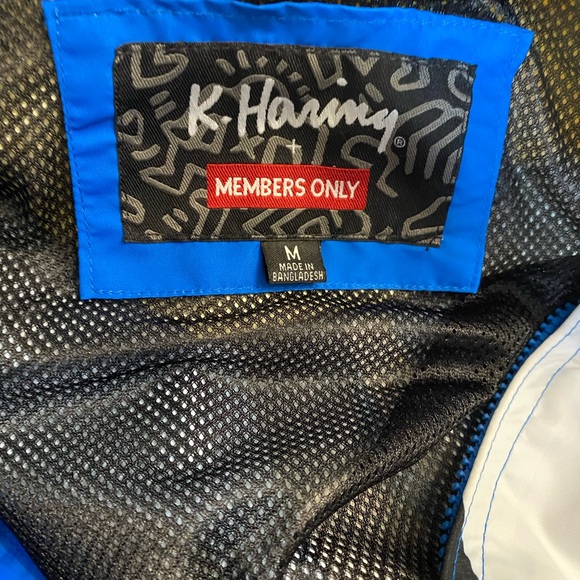 K. Haring®
+
MEMBERS ONLY
M
MADE IN
BANGLADESH